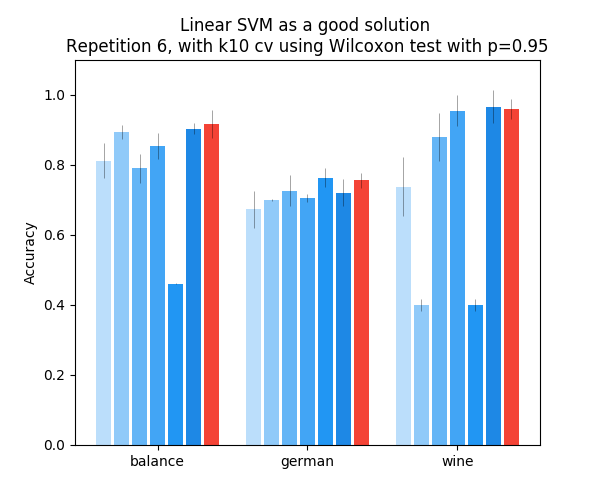 Linear SVM as a good solution
Repetition 6, with k10 cv using Wilcoxon test with p=0.95
1.0
0.8
0.6
0.4
0.2
0.0
Accuracy
balance german wine